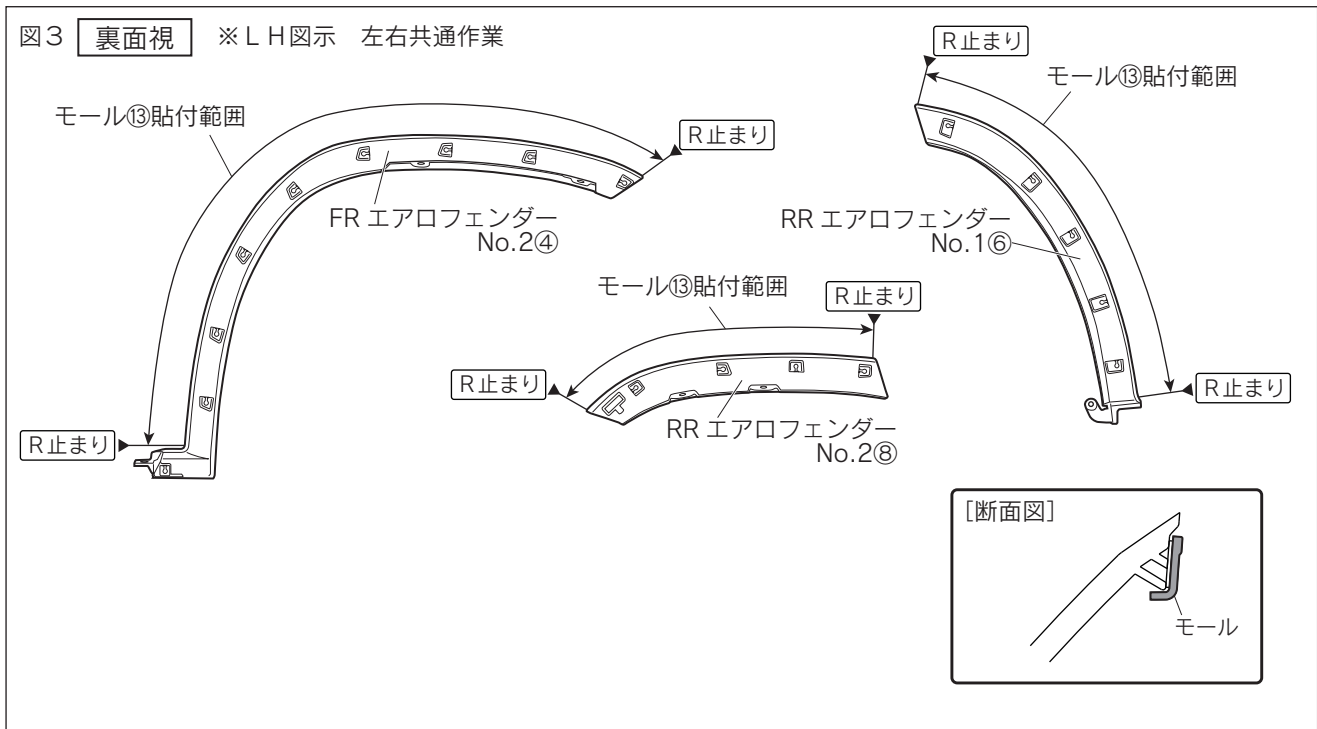 図3 裏面視 ※LH図示 左右共通作業
モール⑬貼付範囲
R止まり
FR エアロフェンダー
No.2④
R止まり
R止まり
モール⑬貼付範囲
RR エアロフェンダー
No.1⑥
R止まり
モール⑬貼付範囲
R止まり
R止まり
RR エアロフェンダー
No.2⑧
[断面図]
モール